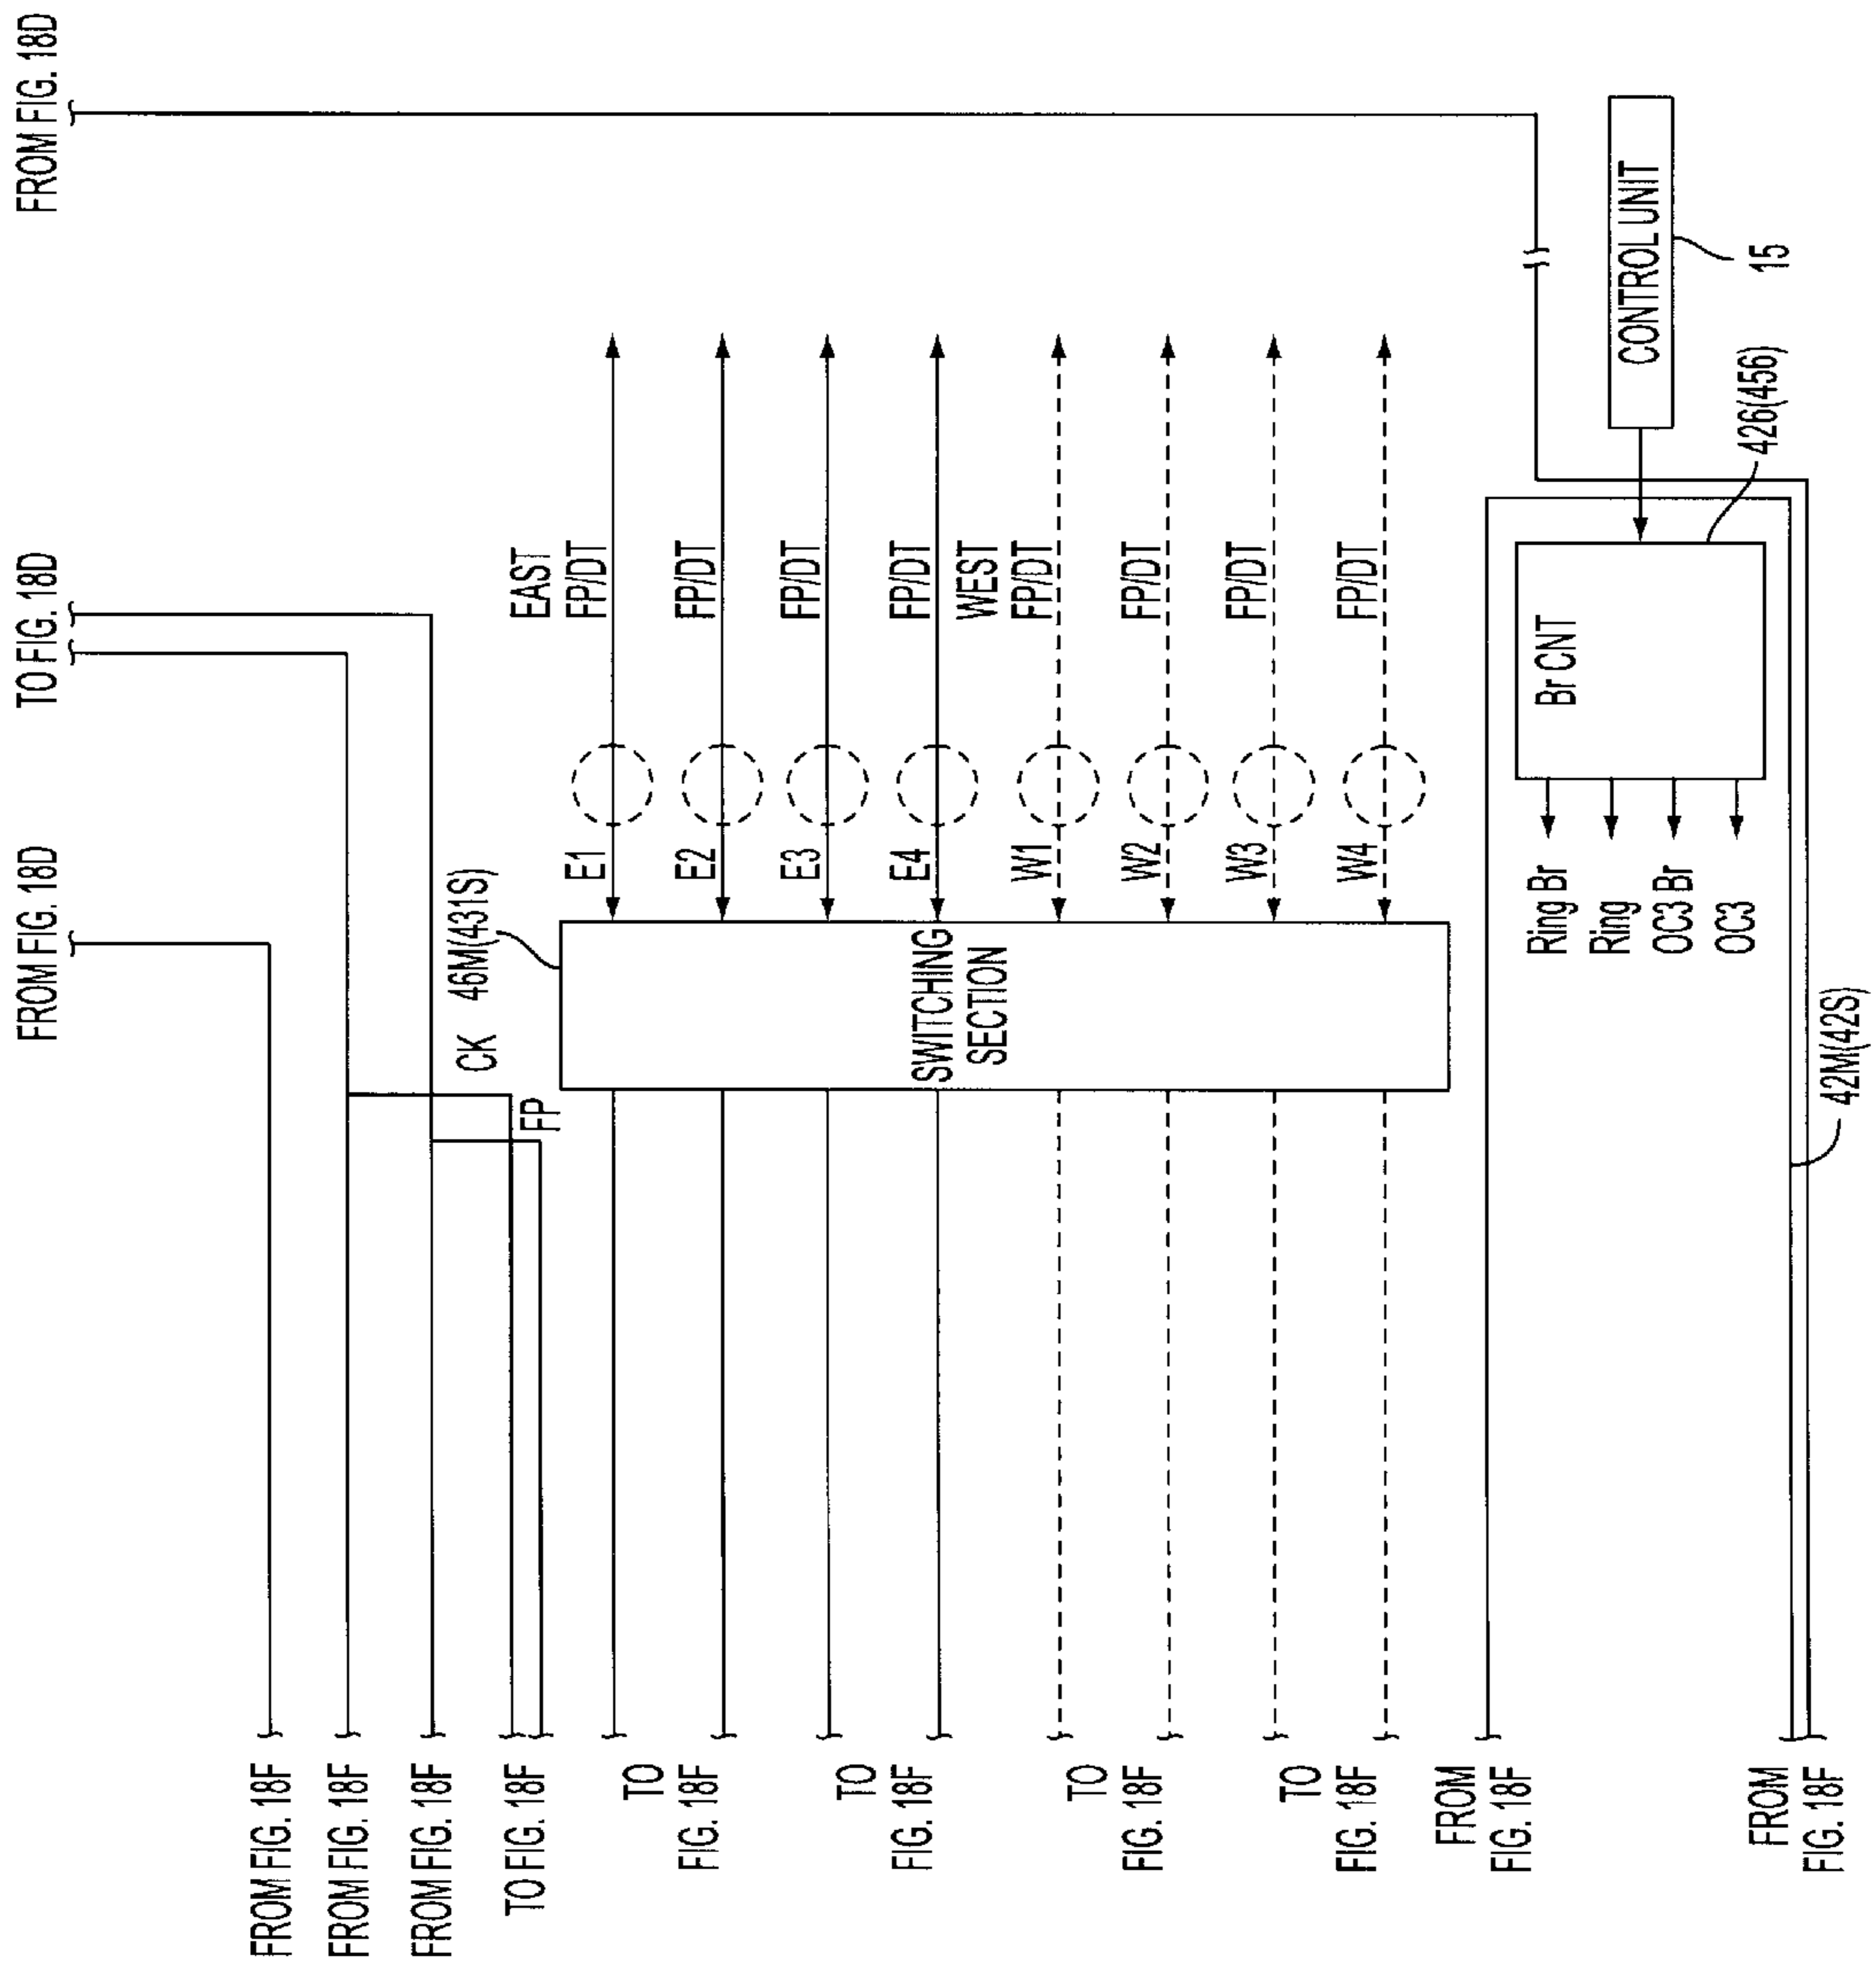 FROM FIG. 18D
TO FIG. 18D
FROM FIG. 18D
CK
46M(431S)
FP
EAST
E1
FP/DT
E2
FP/DT
E3
FP/DT
E4
FP/DT
WEST
W1
FP/DT
W2
FP/DT
W3
FP/DT
W4
FP/DT
SWITCHING
SECTION
FROM FIG. 18F
FROM FIG. 18F
FROM FIG. 18F
TO FIG. 18F
TO
FIG. 18F
TO
FIG. 18F
TO
FIG. 18F
TO
FIG. 18F
FROM
FIG. 18F
FROM
FIG. 18F
Ring Br
Ring
OC3 Br
OC3
Br CNT
426(456)
CONTROL UNIT
15
42M(42S)